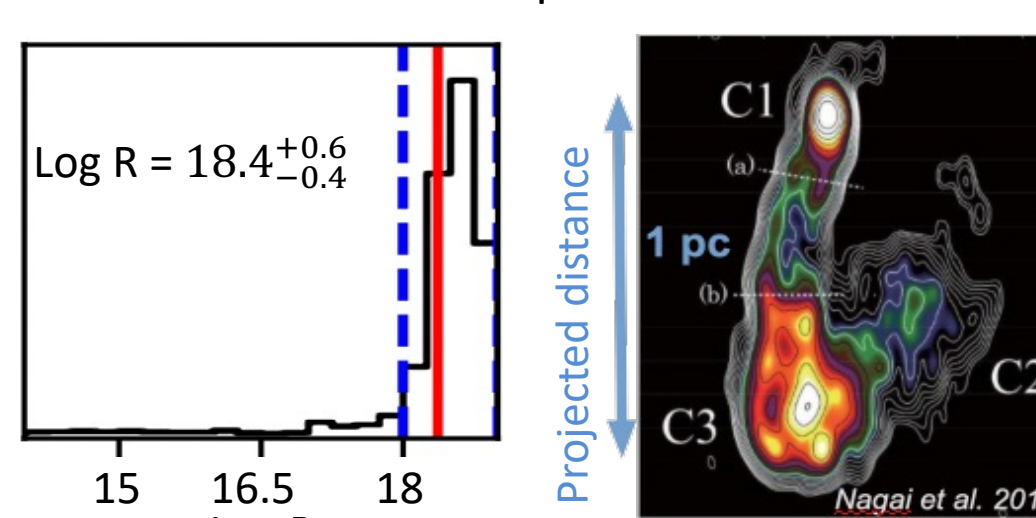 Log R = 18.4 +0.6 −0.4
15 16.5 18
Projected distance
1 pc
C1
(a)
(b)
C3
Nagai et al.